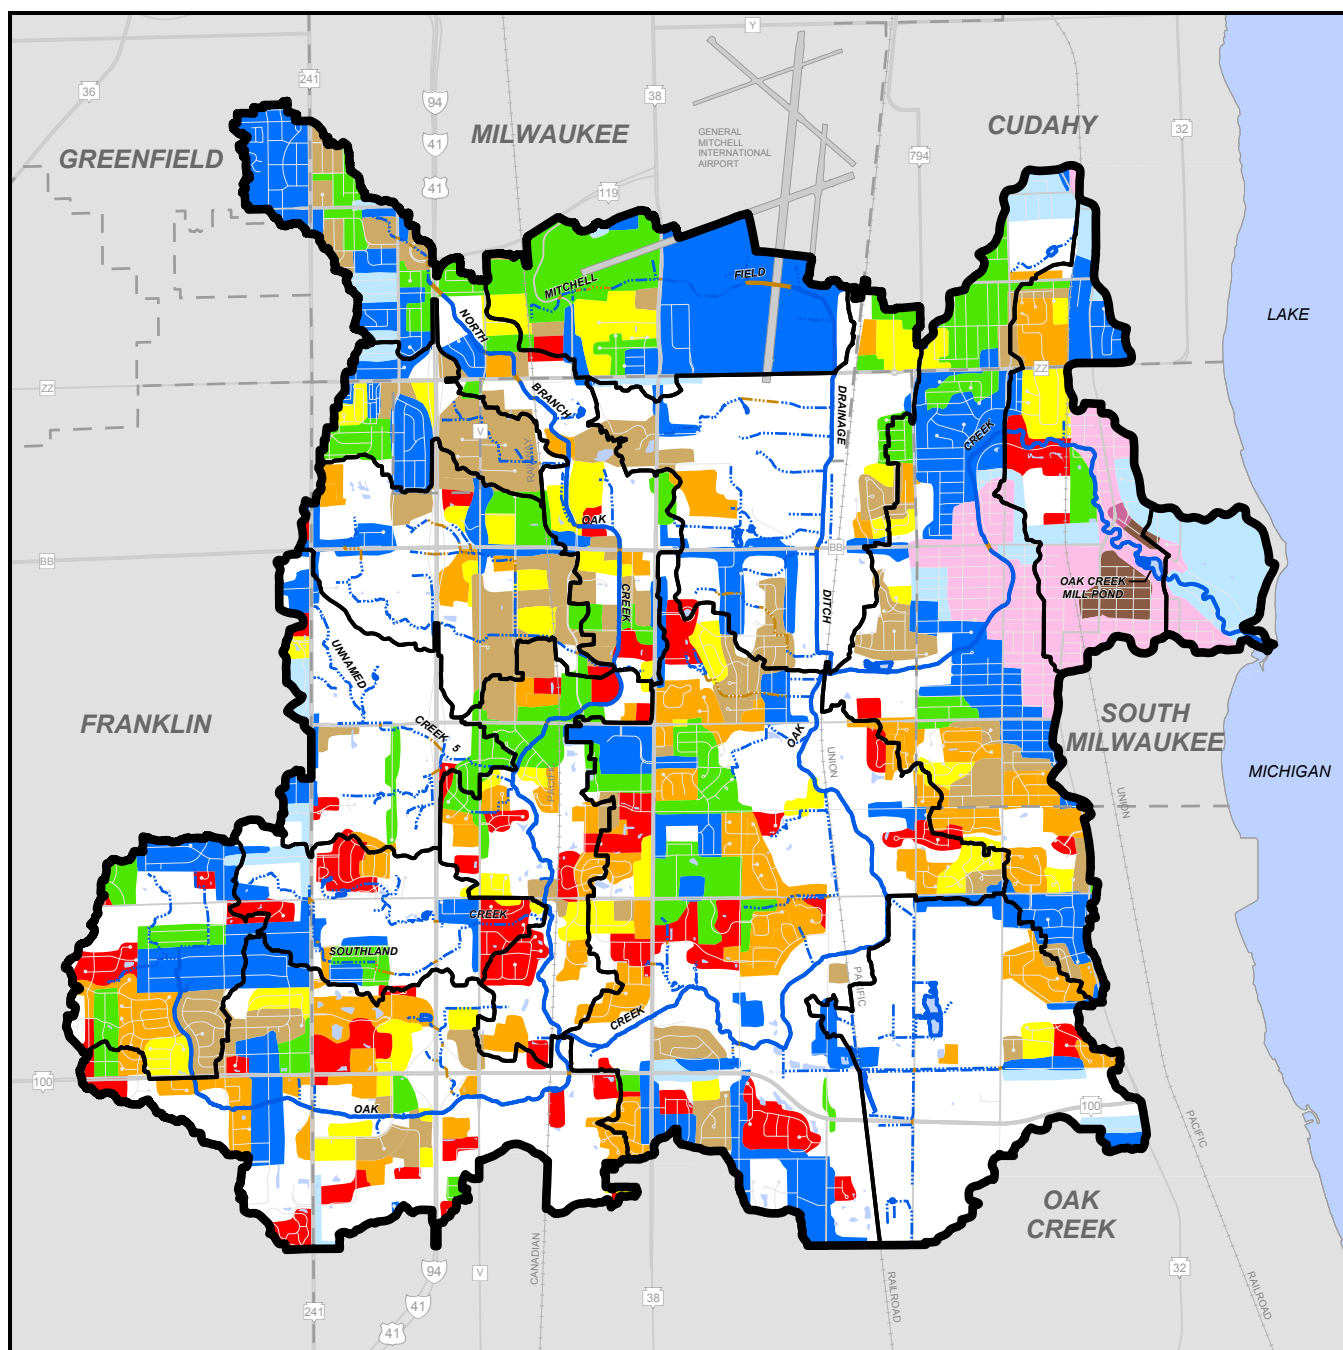 Y
241
36
94
38
MILWAUKEE
CUDAHY
GENERAL
MITCHELL
INTERNATIONAL
AIRPORT
32
41
GREENFIELD
794
41
119
FIELD
MITCHELL
LAKE
NORTH
ZZ
ZZ
BRANCH
DRAINAGE
V
CREEK
RAILWAY
OAK
BB
BB
OAK CREEK
MILL POND
CREEK
DITCH
UNNAMED
FRANKLIN
SOUTH
MILWAUKEE
CREEK 5
OAK
UNION
MICHIGAN
PACIFIC
UNION
CREEK
SOUTHLAND
PACIFIC
CREEK
100
OAK
100
PACIFIC
OAK
CREEK
CANADIAN
94
V
32
RAILROAD
RAILROAD
38
41
241
41